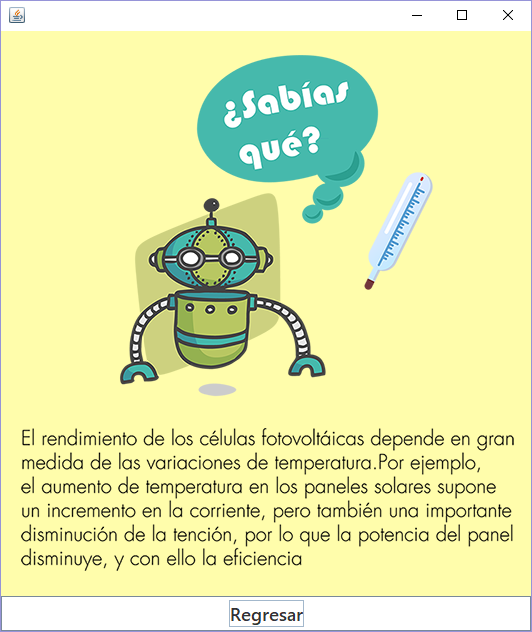 ¿Sabías
qué?
El rendimiento de los células fotovoltáicas depende en gran
medida de las variaciones de temperatura.Por ejemplo,
el aumento de temperatura en los paneles solares supone
un incremento en la corriente, pero también una importante
disminución de la tención, por lo que la potencia del panel
disminuye, y con ello la eficiencia
Regresar